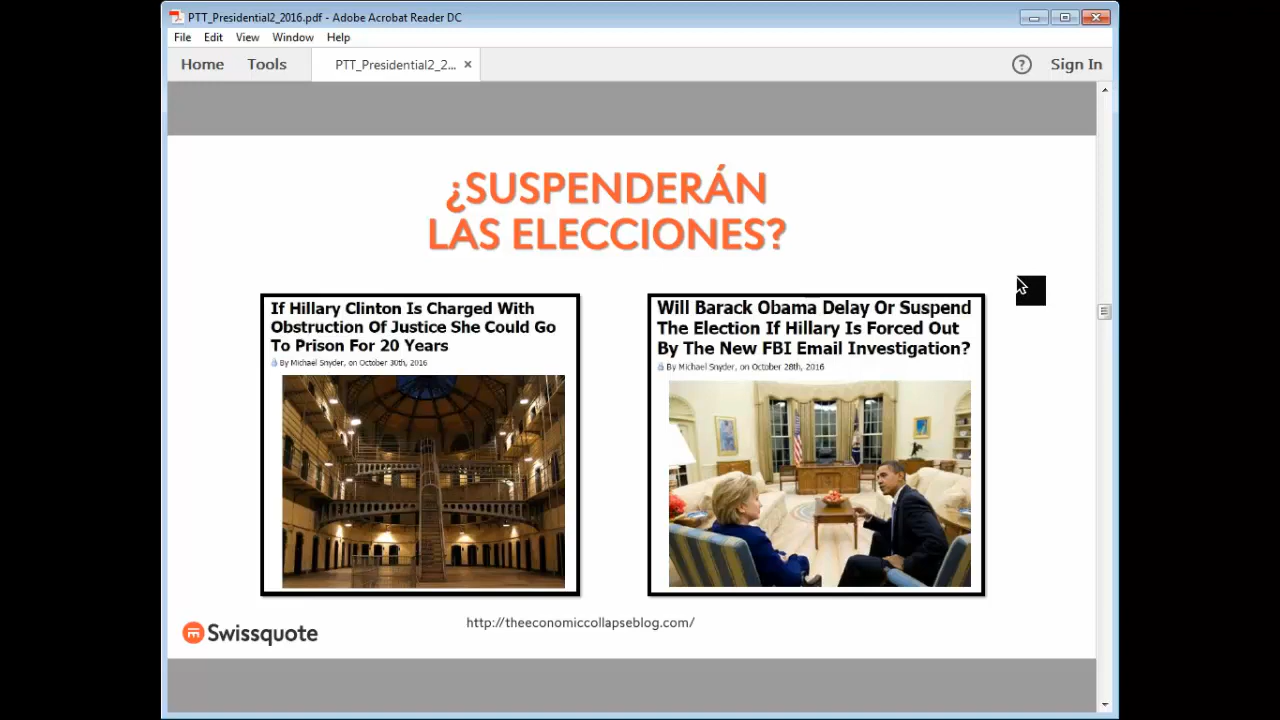 PTT_Presidential2_2016.pdf - Adobe Acrobat Reader DC
File Edit View Window Help
Home Tools PTT_Presidential2_2... × ? Sign In
¿SUSPENDERÁN
LAS ELECCIONES?
If Hillary Clinton Is Charged With
Obstruction Of Justice She Could Go
To Prison For 20 Years
By Michael Snyder, on October 30th, 2016
Will Barack Obama Delay Or Suspend
The Election If Hillary Is Forced Out
By The New FBI Email Investigation?
By Michael Snyder, on October 28th, 2016
http://theeconomiccollapseblog.com/
Swissquote